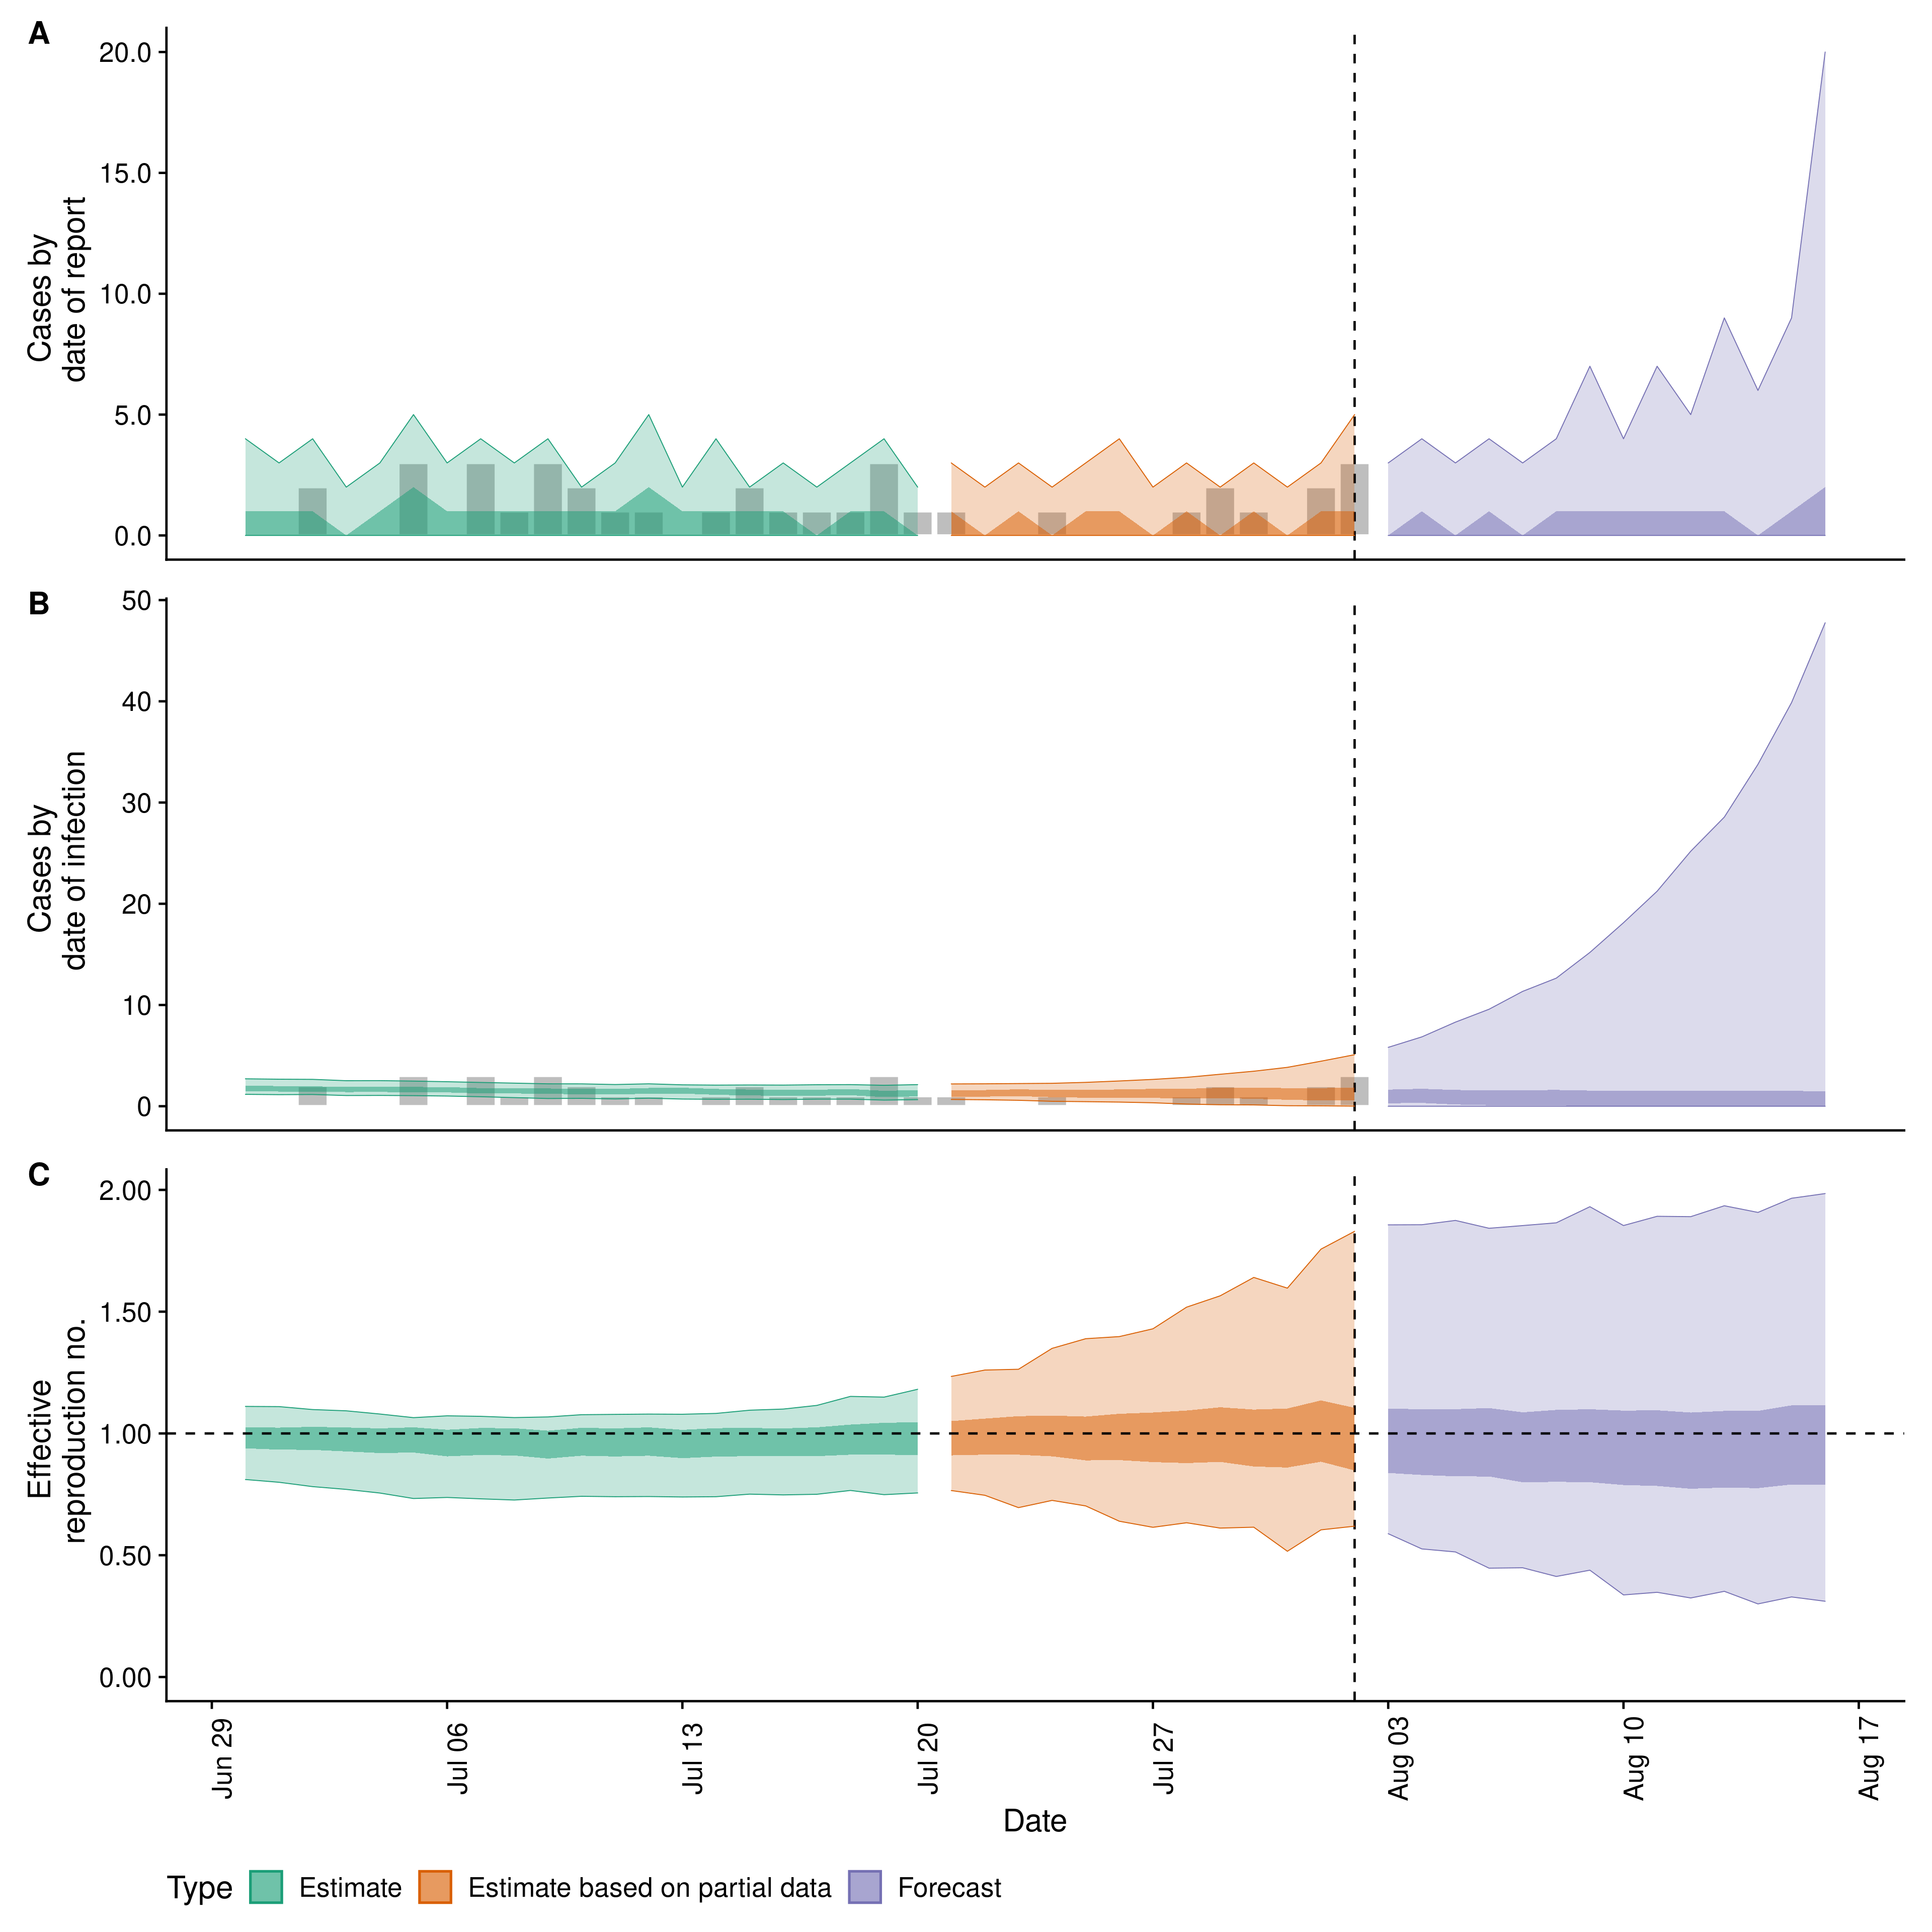 A
20.0
15.0
10.0
5.0
0.0
Cases by
date of report
B
50
40
30
20
10
0
Cases by
date of infection
C
2.00
1.50
1.00
0.50
0.00
Effective
reproduction no.
Jun 29
Jul 06
Jul 13
Jul 20
Jul 27
Aug 03
Aug 10
Aug 17
Date
Type Estimate Estimate based on partial data Forecast